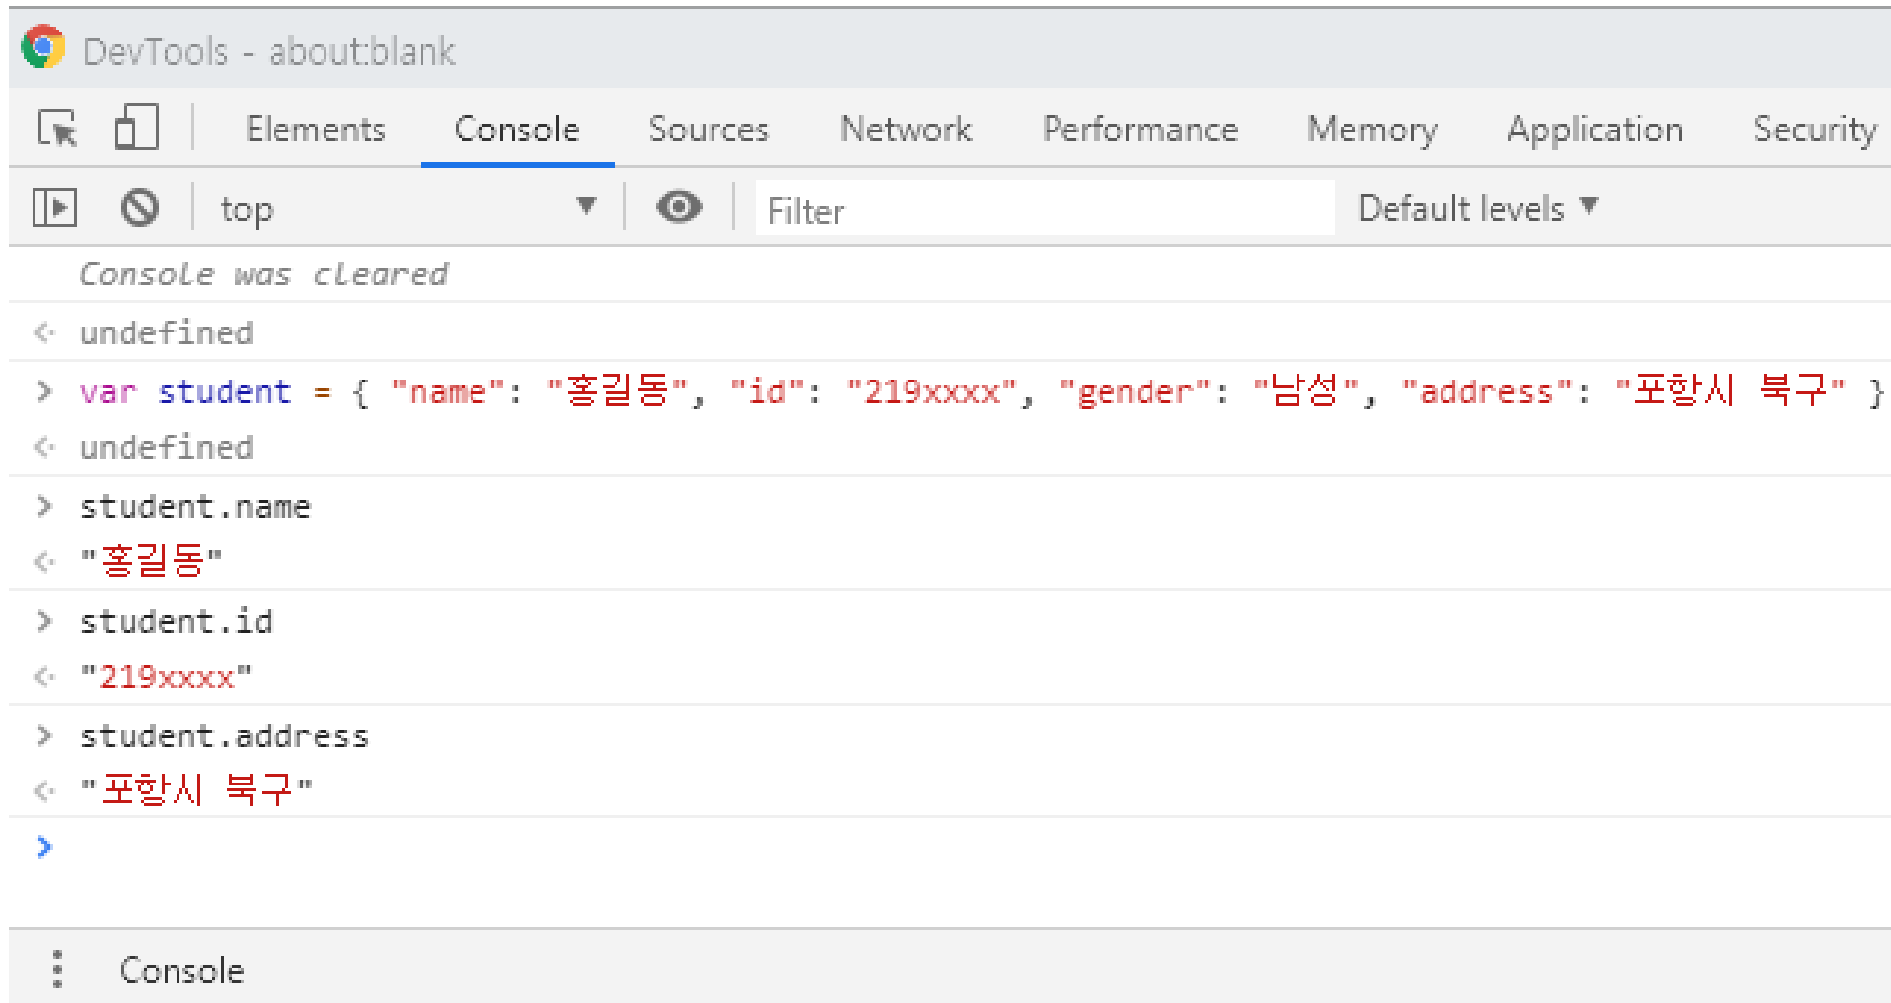 DevTools - about:blank
Elements Console Sources Network Performance Memory Application Security
top ▼ Filter Default levels ▼
Console was cleared
undefined
> var student = { "name": "홍길동", "id": "219xxxx", "gender": "남성", "address": "포항시 북구" }
undefined
> student.name
"홍길동"
> student.id
"219xxxx"
> student.address
"포항시 북구"
>
Console